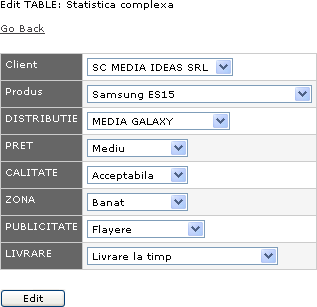 Edit TABLE: Statistica complexa
Go Back
Client SC MEDIA IDEAS SRL
Produs Samsung ES15
DISTRIBUTIE MEDIA GALAXY
PRET Mediu
CALITATE Acceptabila
ZONA Banat
PUBLICITATE Flayere
LIVRARE Livrare la timp
Edit